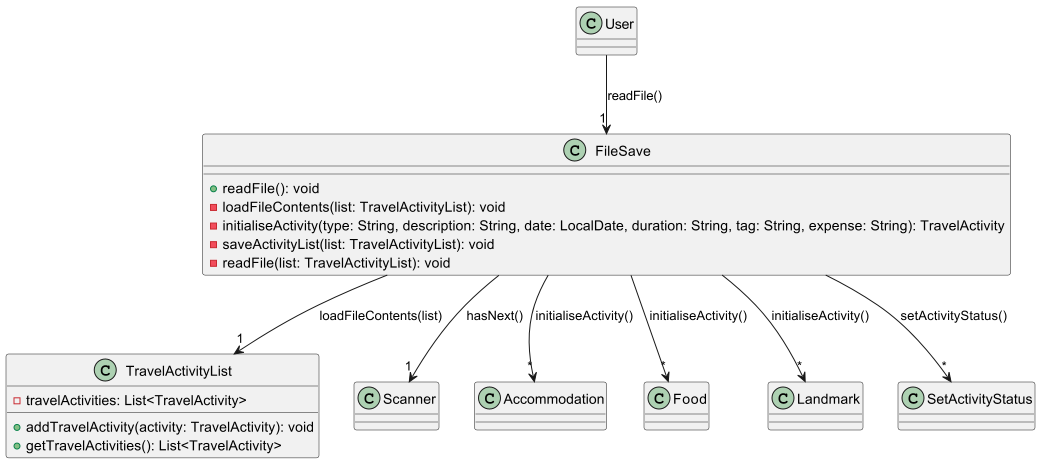 C User
readFile()
1
C FileSave
readFile(): void
loadFileContents(list: TravelActivityList): void
initialiseActivity(type: String, description: String, date: LocalDate, duration: String, tag: String, expense: String): TravelActivity
saveActivityList(list: TravelActivityList): void
readFile(list: TravelActivityList): void
loadFileContents(list) hasNext() initialiseActivity() initialiseActivity() initialiseActivity() setActivityStatus()
1 1 * * * *
C TravelActivityList
travelActivities: List<TravelActivity>
addTravelActivity(activity: TravelActivity): void
getTravelActivities(): List<TravelActivity>
C Scanner
C Accommodation
C Food
C Landmark
C SetActivityStatus